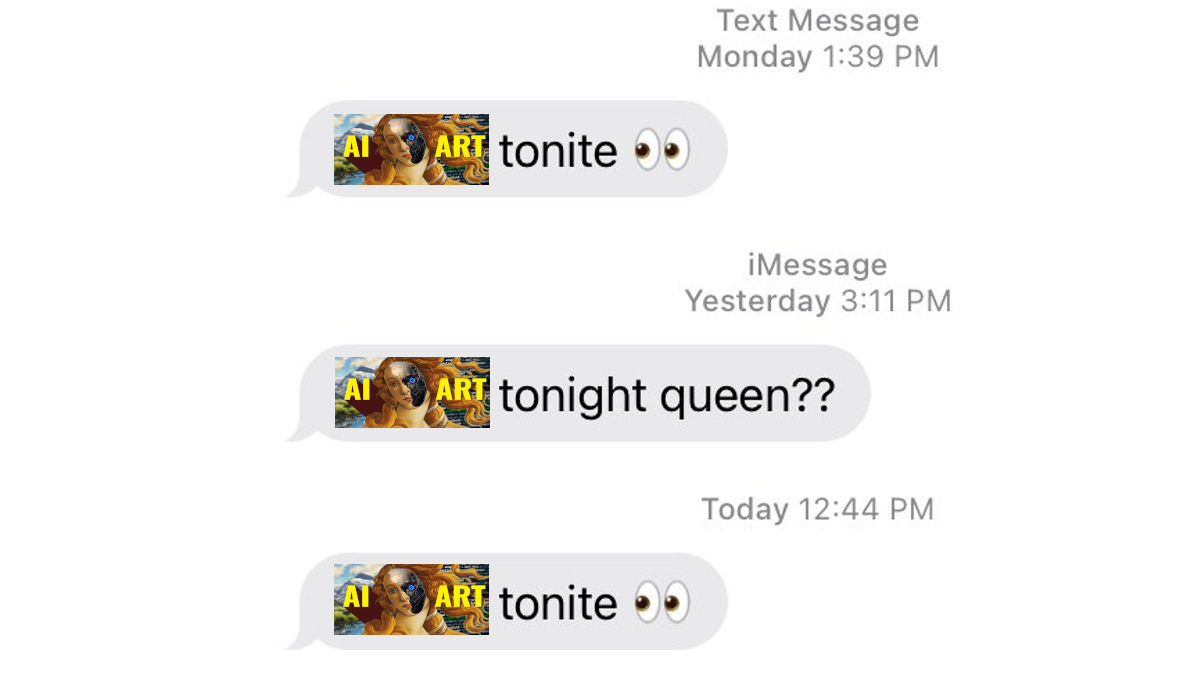 Text Message
Monday 1:39 PM
AI ART tonite 👀
iMessage
Yesterday 3:11 PM
AI ART tonight queen??
Today 12:44 PM
AI ART tonite 👀